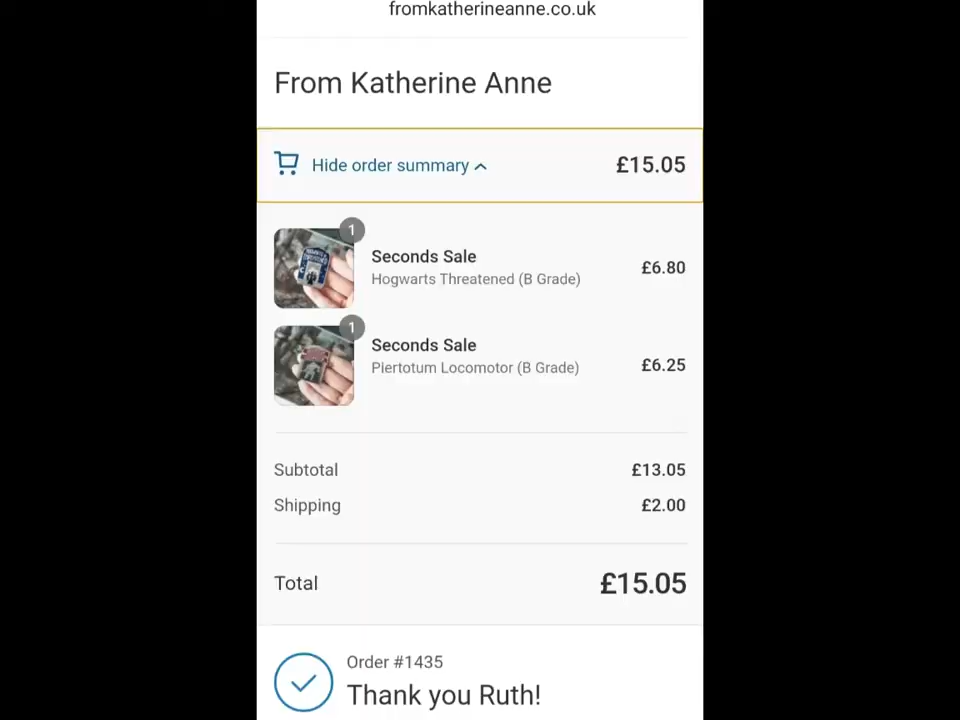 fromkatherineanne.co.uk
From Katherine Anne
Hide order summary £15.05
1
Seconds Sale
Hogwarts Threatened (B Grade) £6.80
1
Seconds Sale
Piertotum Locomotor (B Grade) £6.25
Subtotal £13.05
Shipping £2.00
Total £15.05
Order #1435
Thank you Ruth!